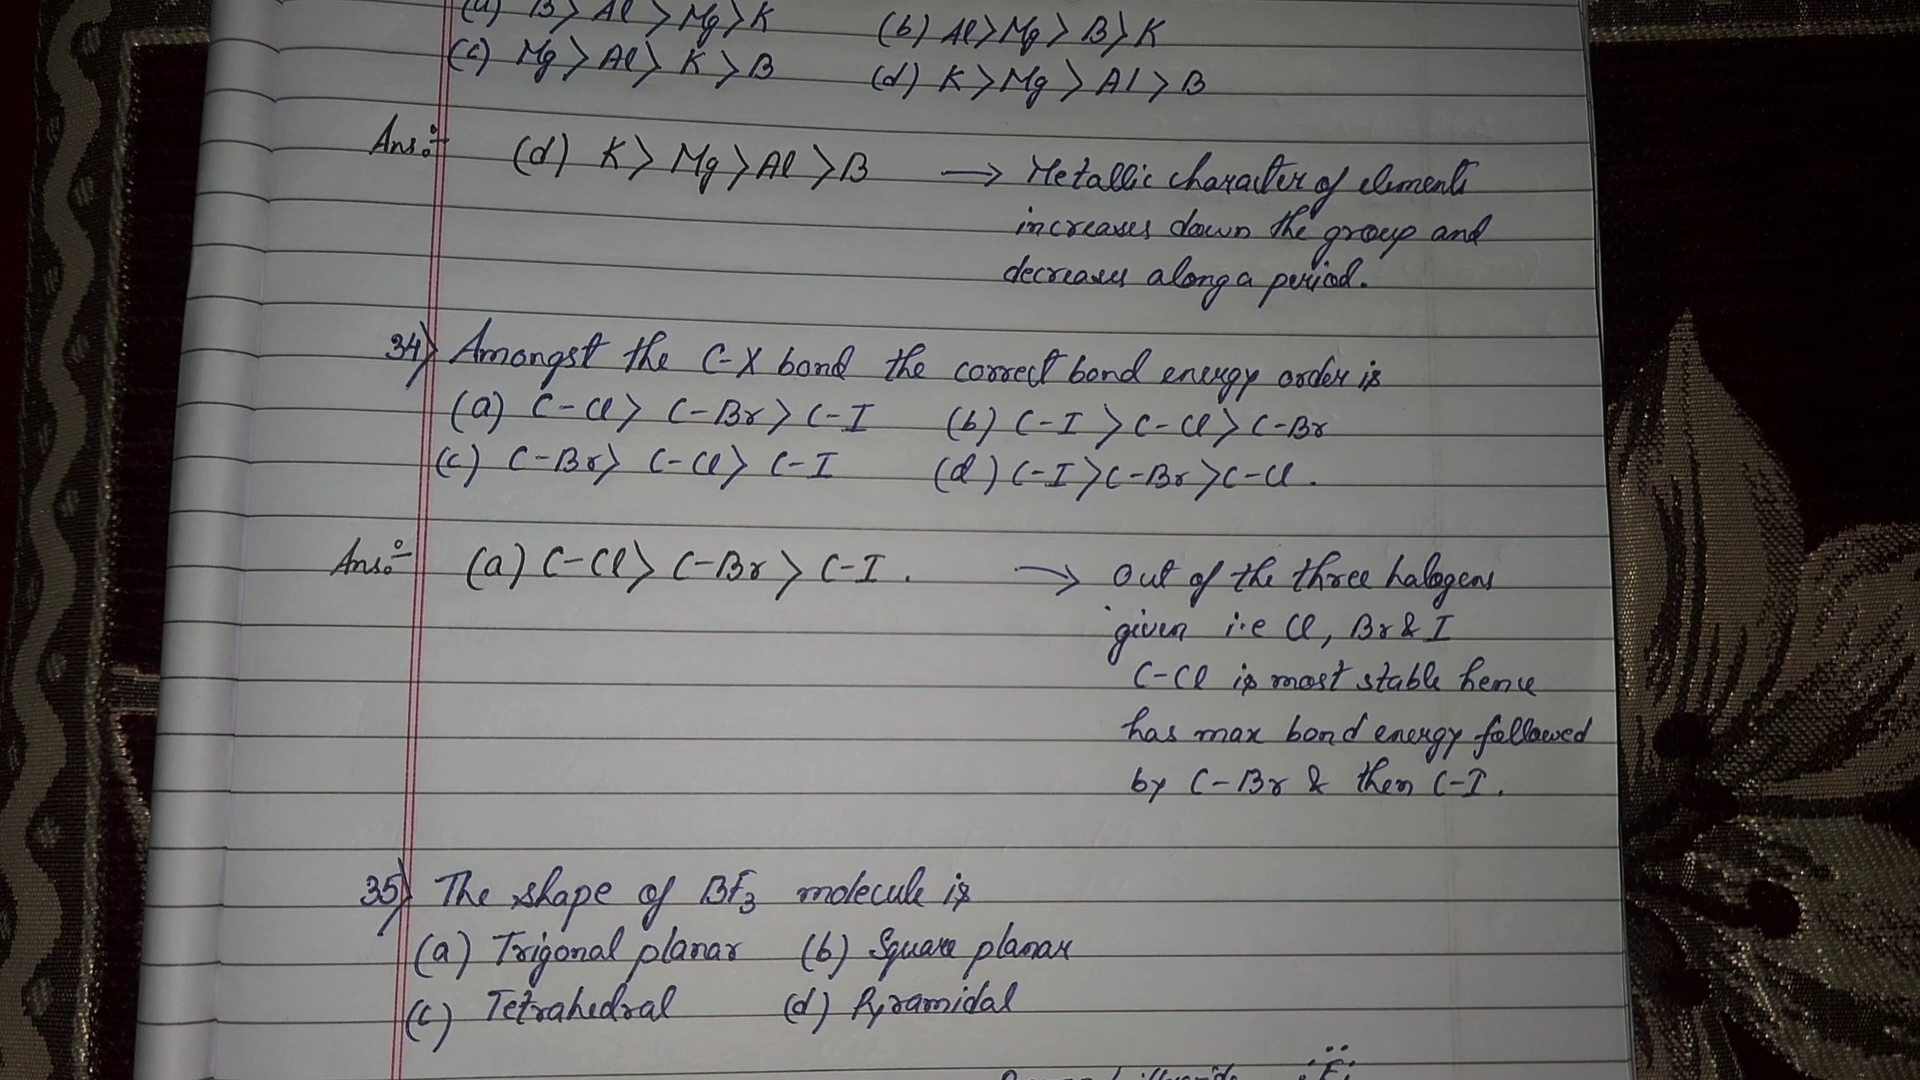 (a) B > Al > Mg > K (b) Al > Mg > B > K
(c) Mg > Al > K > B (d) K > Mg > Al > B
Ans:- (d) K > Mg > Al > B → Metallic character of elements
increases down the group and
decreases along a period.
34) Amongst the C-X bond the correct bond energy order is
(a) C-Cl > C-Br > C-I (b) C-I > C-Cl > C-Br
(c) C-Br > C-Cl > C-I (d) C-I > C-Br > C-Cl.
Ans:- (a) C-Cl > C-Br > C-I. → out of the three halogens
given i.e Cl, Br & I
C-Cl is most stable hence
has max bond energy followed
by C-Br & then C-I.
35) The shape of BF3 molecule is
(a) Trigonal planar (b) Square planar
(c) Tetrahedral (d) Pyramidal